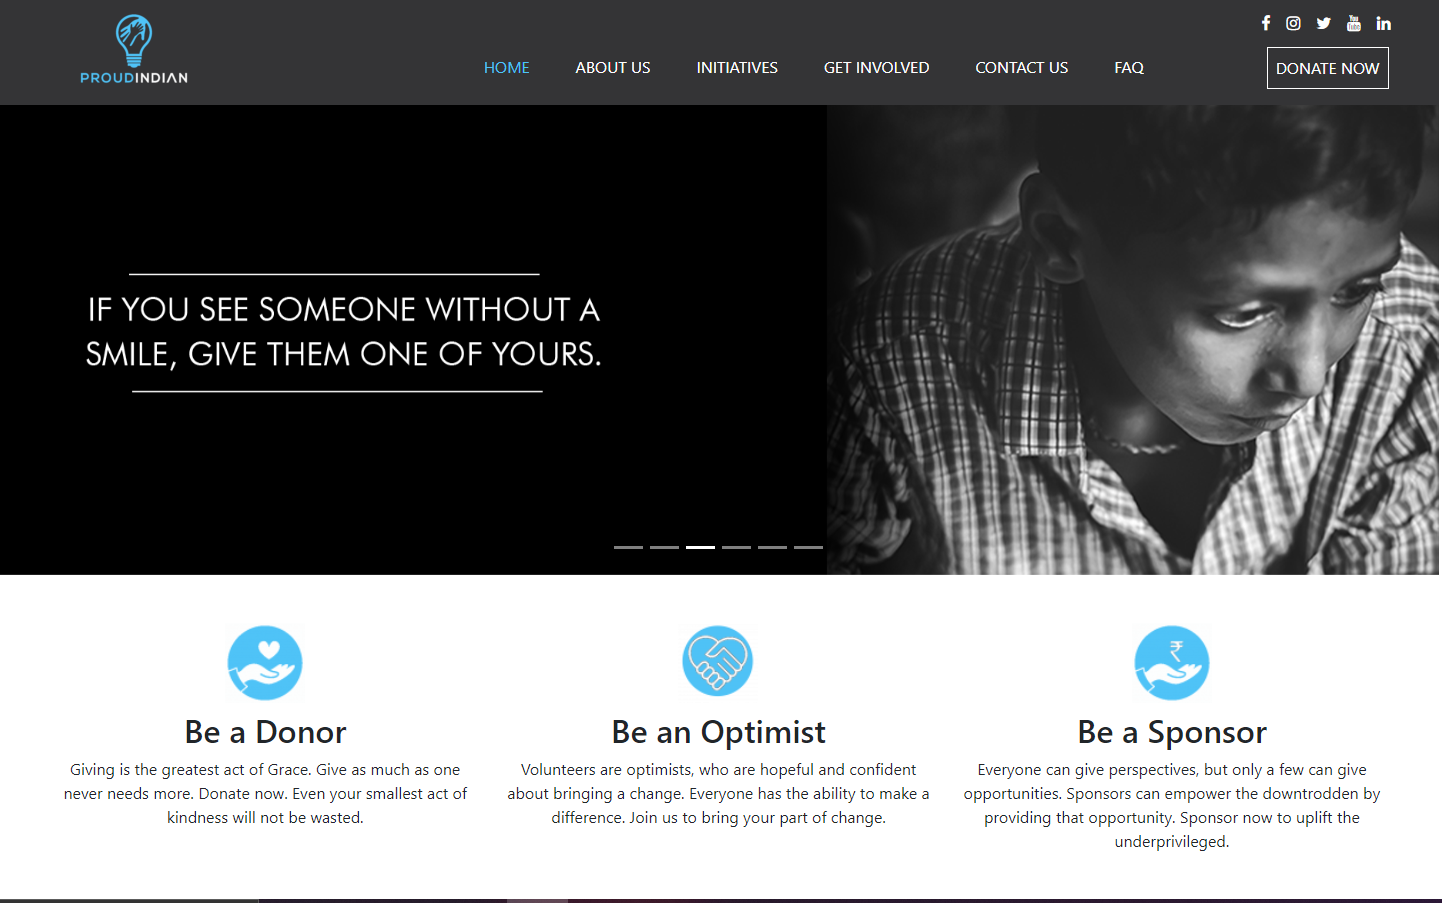 PROUDINDIAN
HOME ABOUT US INITIATIVES GET INVOLVED CONTACT US FAQ
DONATE NOW
IF YOU SEE SOMEONE WITHOUT A
SMILE, GIVE THEM ONE OF YOURS.
Be a Donor
Giving is the greatest act of Grace. Give as much as one
never needs more. Donate now. Even your smallest act of
kindness will not be wasted.
Be an Optimist
Volunteers are optimists, who are hopeful and confident
about bringing a change. Everyone has the ability to make a
difference. Join us to bring your part of change.
Be a Sponsor
Everyone can give perspectives, but only a few can give
opportunities. Sponsors can empower the downtrodden by
providing that opportunity. Sponsor now to uplift the
underprivileged.